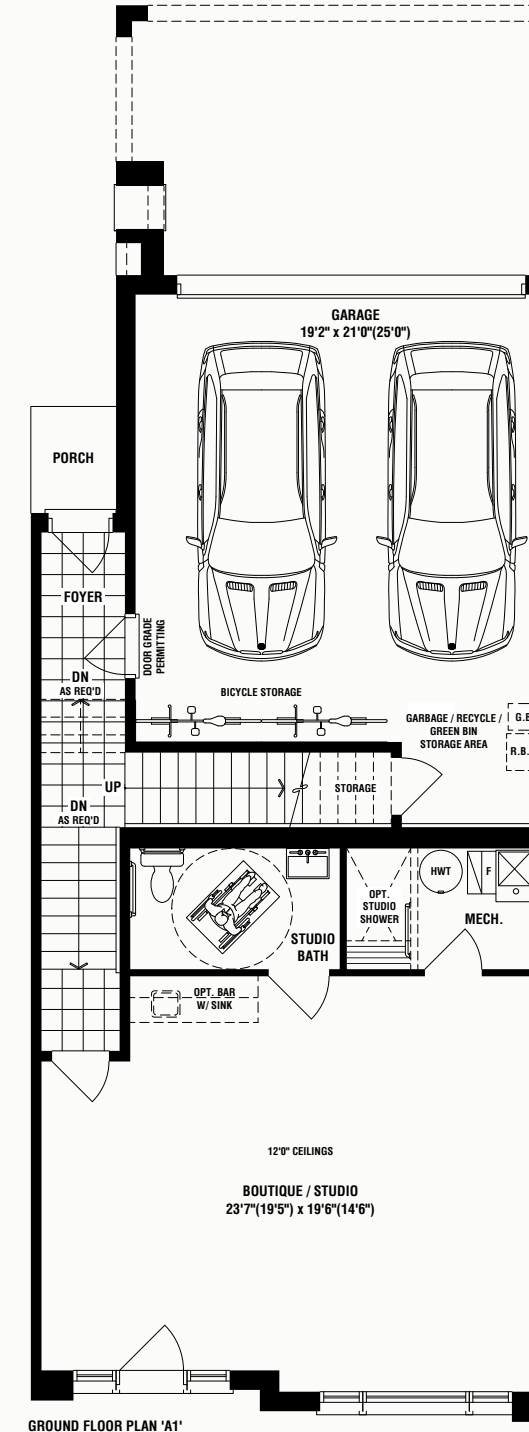 GARAGE
19'2" x 21'0"(25'0")
PORCH
FOYER
DOOR GRADE
PERMITTING
DN
AS REQ'D
BICYCLE STORAGE
GARBAGE / RECYCLE /
GREEN BIN
STORAGE AREA
R.B.
UP
STORAGE
DN
AS REQ'D
HWT
F
OPT.
STUDIO
SHOWER
MECH.
STUDIO
BATH
OPT. BAR
W/ SINK
12'0" CEILINGS
BOUTIQUE / STUDIO
23'7"(19'5") x 19'6"(14'6")
GROUND FLOOR PLAN 'A1'